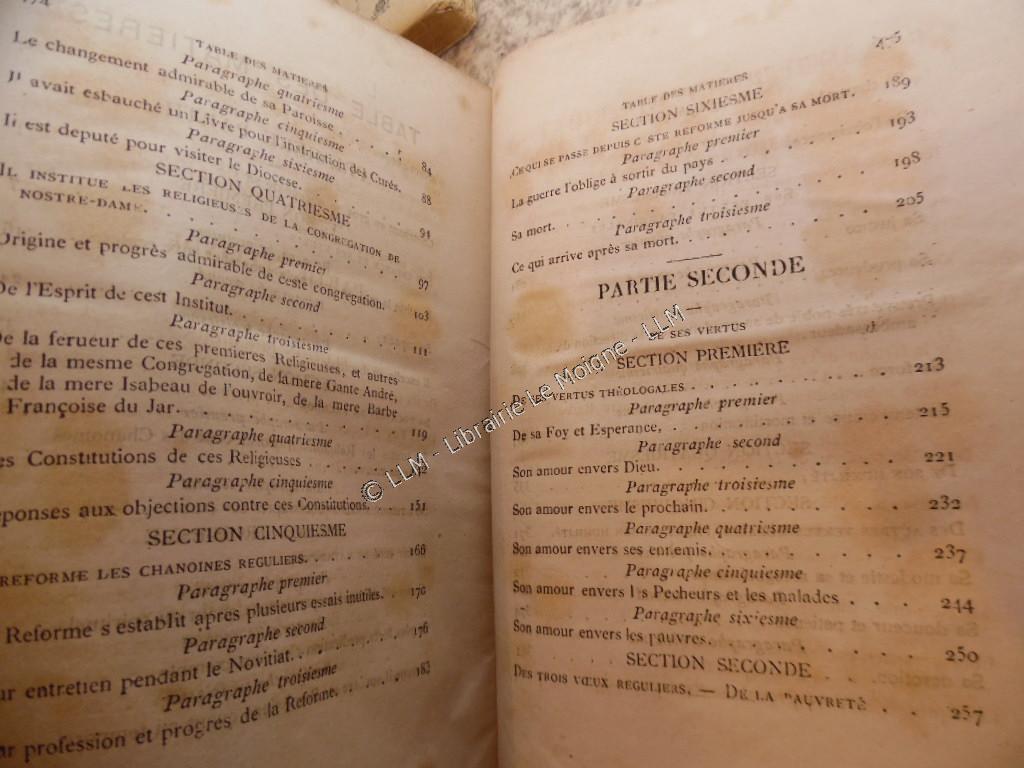 474
TABLE DES MATIERES
Paragraphe quatriesme
Le changement admirable de sa Paroisse . . . . 84
Paragraphe cinquiesme
Il avait esbauché un Livre pour l'instruction des Curés. 88
Paragraphe sixiesme
Il est deputé pour visiter le Diocese. . . . 94
SECTION QUATRIESME
IL INSTITUE LES RELIGIEUSES DE LA CONGREGATION DE
NOSTRE-DAME. . . . . . . . . 97
Paragraphe premier
Origine et progrès admirable de ceste congregation. 103
Paragraphe second
De l'Esprit de cest Institut. . . . . . . 111
Paragraphe troisiesme
De la ferueur de ces premieres Religieuses, et autres
de la mesme Congregation, de la mere Gante André,
de la mere Isabeau de l'ouvroir, de la mere Barbe
Françoise du Jar. . . . . . . . . 119
Paragraphe quatriesme
es Constitutions de ces Religieuses . . . .
Paragraphe cinquiesme
éponses aux objections contre ces Constitutions. . . 151
SECTION CINQUIESME
REFORME LES CHANOINES REGULIERS. . . . . 166
Paragraphe premier
Reforme s establit apres plusieurs essais inutiles. . 170
Paragraphe second
ur entretien pendant le Novitiat. . . . . . 176
Paragraphe troisiesme
ar profession et progres de la Reforme. . . . 183
TABLE DES MATIERES
SECTION SIXIESME
CE QUI SE PASSE DEPUIS C STE REFORME JUSQU'A SA MORT. 189
Paragraphe premier
La guerre l'oblige à sortir du pays . . . . . 193
Paragraphe second
Sa mort. . . . . . . . . . . 198
Paragraphe troisiesme
Ce qui arrive après sa mort. . . . . . . 205
PARTIE SECONDE
E SES VERTUS
SECTION PREMIERE
DE SES VERTUS THÉOLOGALES . . . . . . . 213
Paragraphe premier
De sa Foy et Esperance, . . . . . . . 215
Paragraphe second
Son amour envers Dieu. . . . . . . . 221
Paragraphe troisiesme
Son amour envers le prochain. . . . . . . 232
Paragraphe quatriesme
Son amour envers ses ennemis. . . . . . 237
Paragraphe cinquiesme
Son amour envers l s Pecheurs et les malades . . . 244
Paragraphe sixiesme
Son amour envers les pauvres. . . . . . . 250
SECTION SECONDE
DES TROIS VŒUX REGULIERS. — DE LA PAUVRETÉ . . 257
© LLM - Librairie Le Moigne - LLM